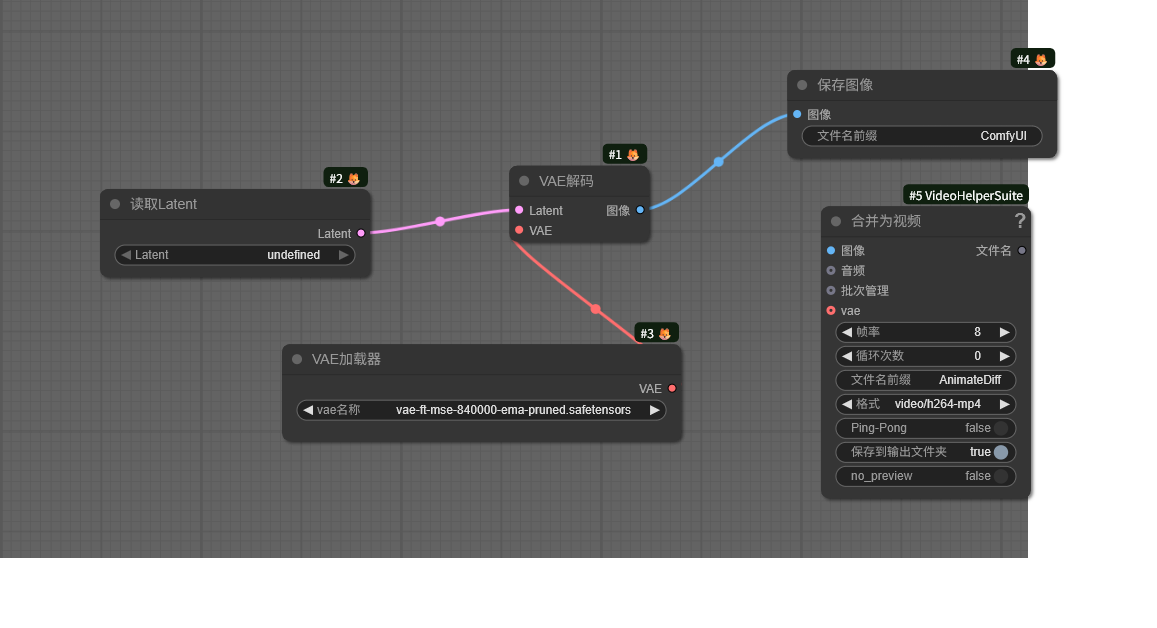 #4
保存图像
图像
文件名前缀 ComfyUI
#1
VAE解码
Latent 图像
VAE
#2
读取Latent
Latent
Latent undefined
#5 VideoHelperSuite
合并为视频 ?
图像 文件名
音频
批次管理
vae
帧率 8
循环次数 0
文件名前缀 AnimateDiff
格式 video/h264-mp4
Ping-Pong false
保存到输出文件夹 true
no_preview false
#3
VAE加载器
VAE
vae名称 vae-ft-mse-840000-ema-pruned.safetensors